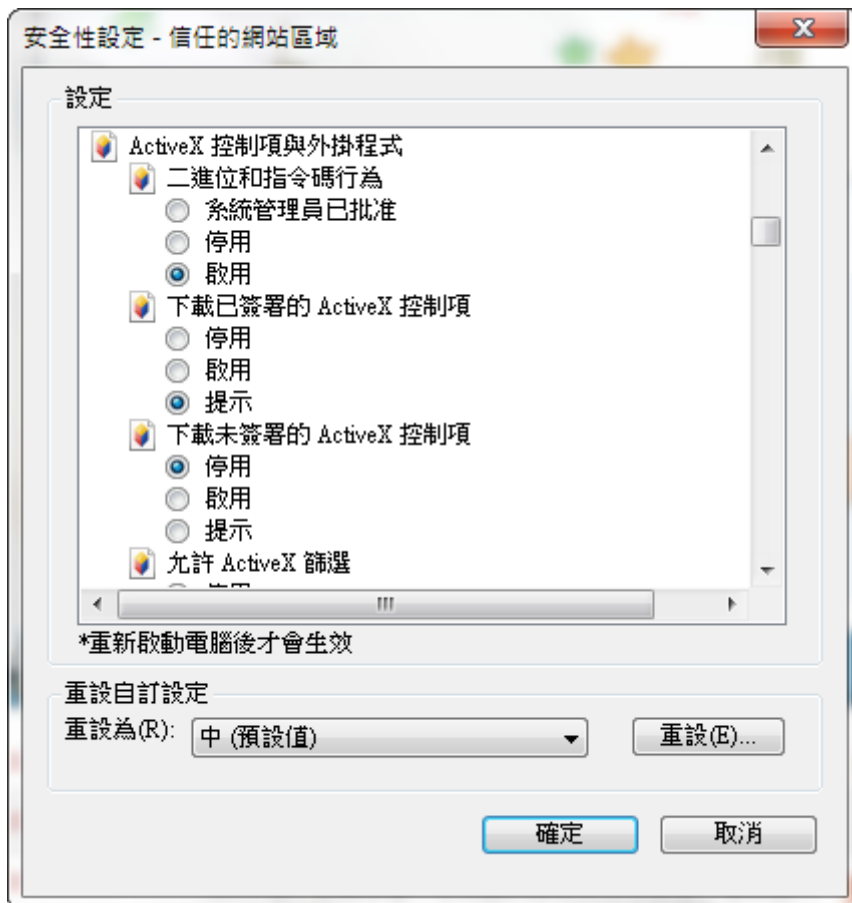 安全性設定 - 信任的網站區域
設定
ActiveX 控制項與外掛程式
二進位和指令碼行為
系統管理員已批准
停用
啟用
下載已簽署的 ActiveX 控制項
停用
啟用
提示
下載未簽署的 ActiveX 控制項
停用
啟用
提示
允許 ActiveX 篩選
*重新啟動電腦後才會生效
重設自訂設定
重設為(R): 中 (預設值) 重設(E)...
確定 取消